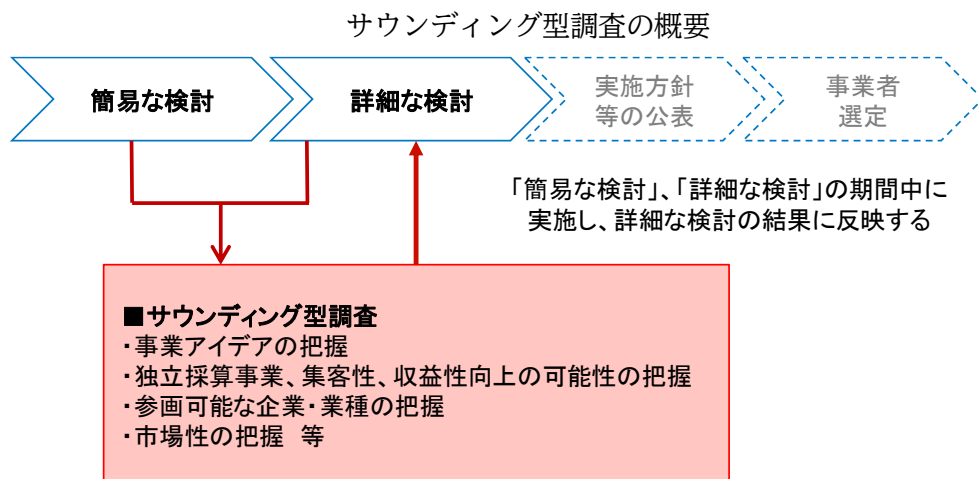 サウンディング型調査の概要
簡易な検討
詳細な検討
実施方針
等の公表
事業者
選定
「簡易な検討」、「詳細な検討」の期間中に
実施し、詳細な検討の結果に反映する
■サウンディング型調査
・事業アイデアの把握
・独立採算事業、集客性、収益性向上の可能性の把握
・参画可能な企業・業種の把握
・市場性の把握 等